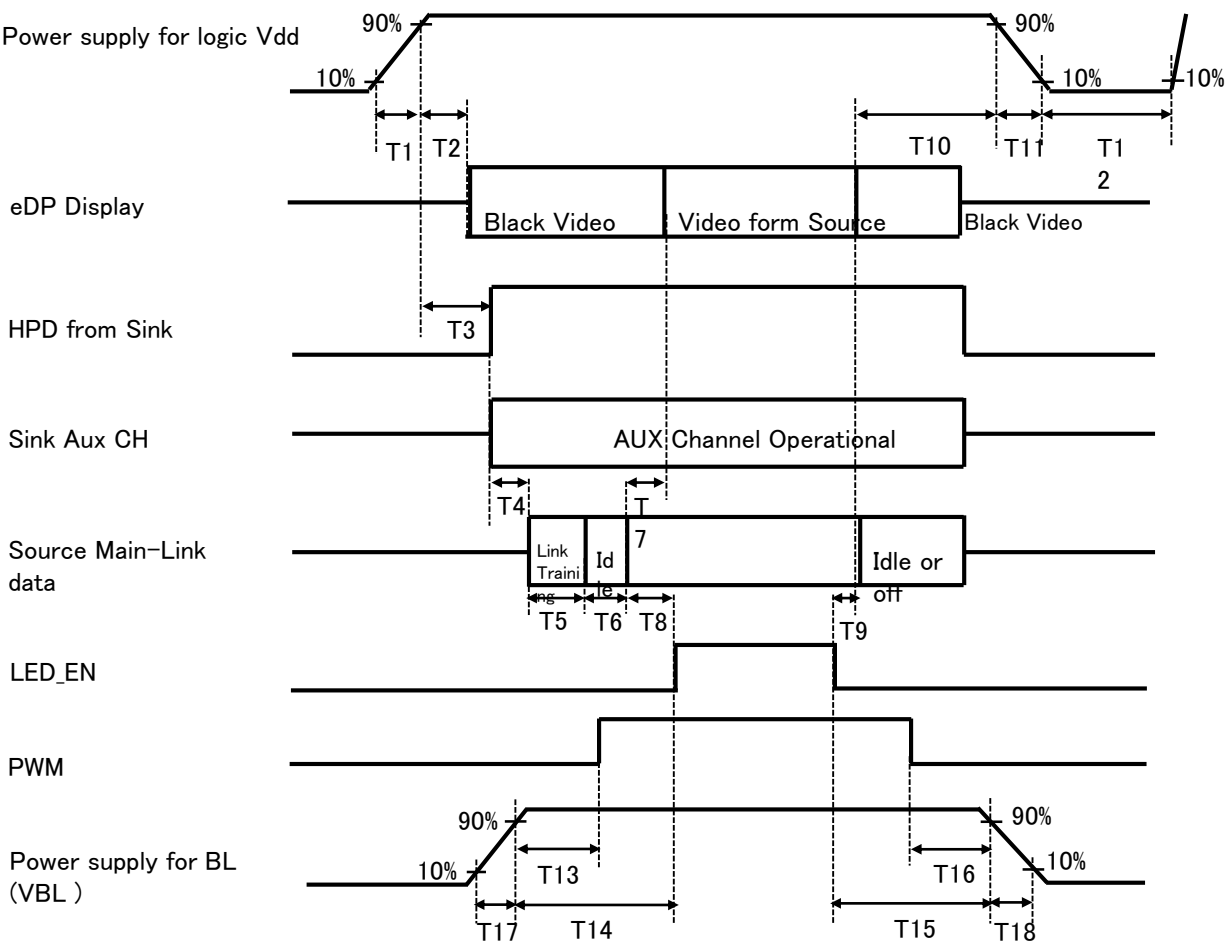 90%
90%
Power supply for logic Vdd
10%
10%
10%
T1
T2
T10
T11
T1
2
eDP Display
Black Video
Video form Source
Black Video
HPD from Sink
T3
Sink Aux CH
AUX Channel Operational
T4
T
7
Source Main-Link
data
Link
Traini
ng
Id
le
Idle or
off
T5
T6
T8
T9
LED_EN
PWM
90%
90%
Power supply for BL
(VBL )
10%
10%
T13
T16
T17
T14
T15
T18